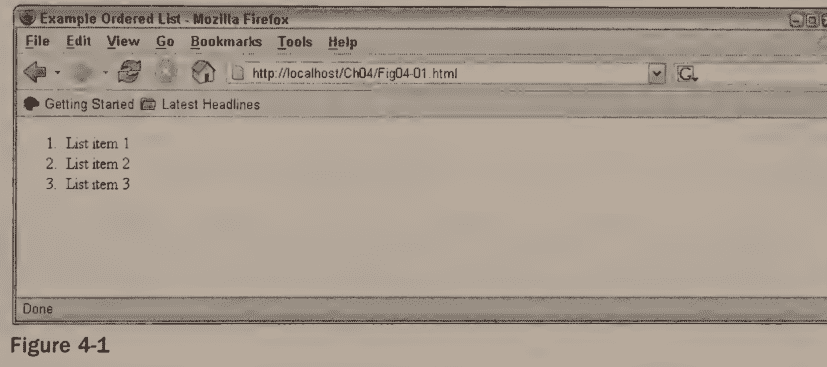 Example Ordered List - Mozilla Firefox
File Edit View Go Bookmarks Tools Help
http://localhost/Ch04/Fig04-01.html G
Getting Started Latest Headlines
1. List item 1
2. List item 2
3. List item 3
Done
Figure 4-1